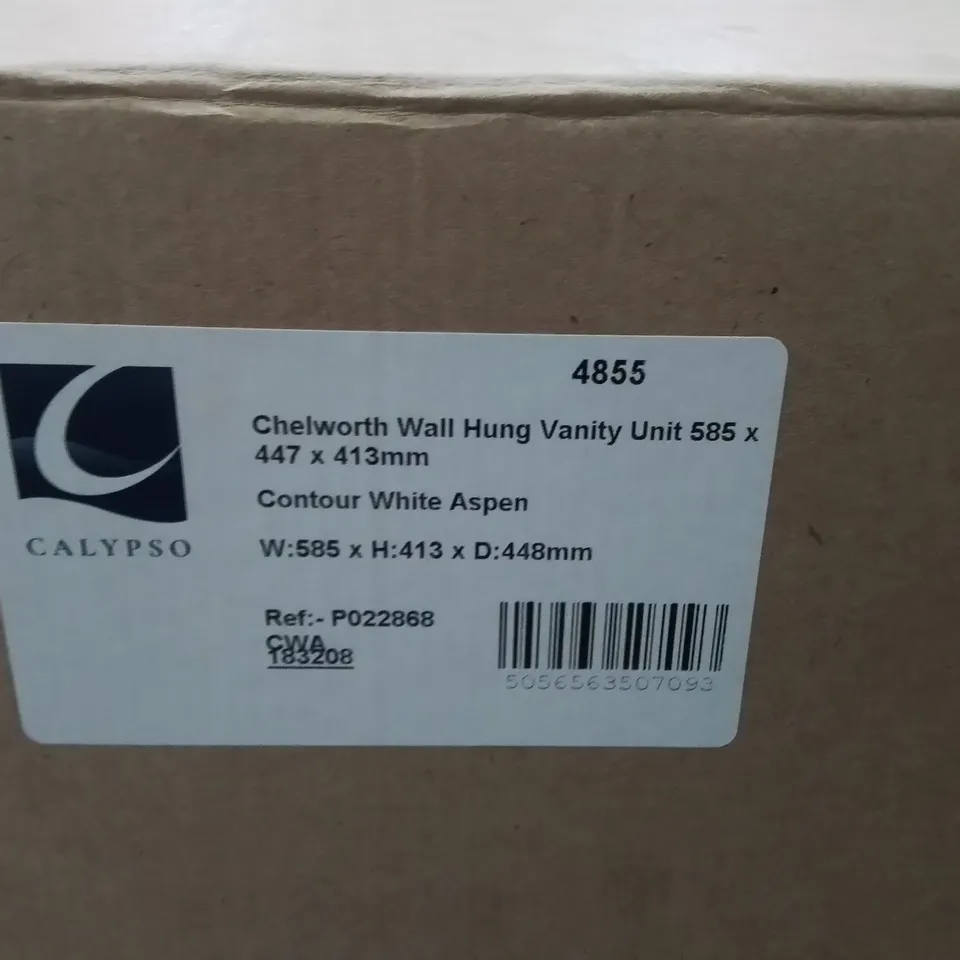 4855
Chelworth Wall Hung Vanity Unit 585 x
447 x 413mm
Contour White Aspen
W:585 x H:413 x D:448mm
CALYPSO
Ref:- P022868
CWA
183208
5056563507093